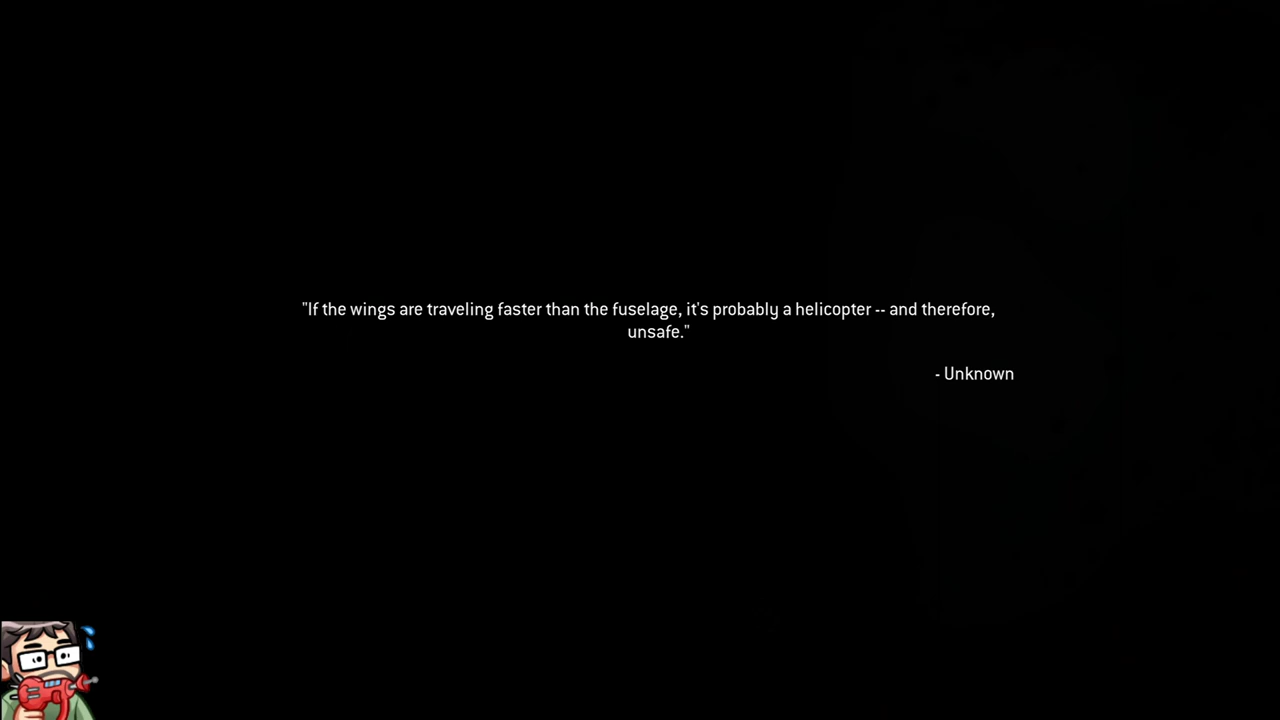 "If the wings are traveling faster than the fuselage, it's probably a helicopter -- and therefore,
unsafe."
- Unknown